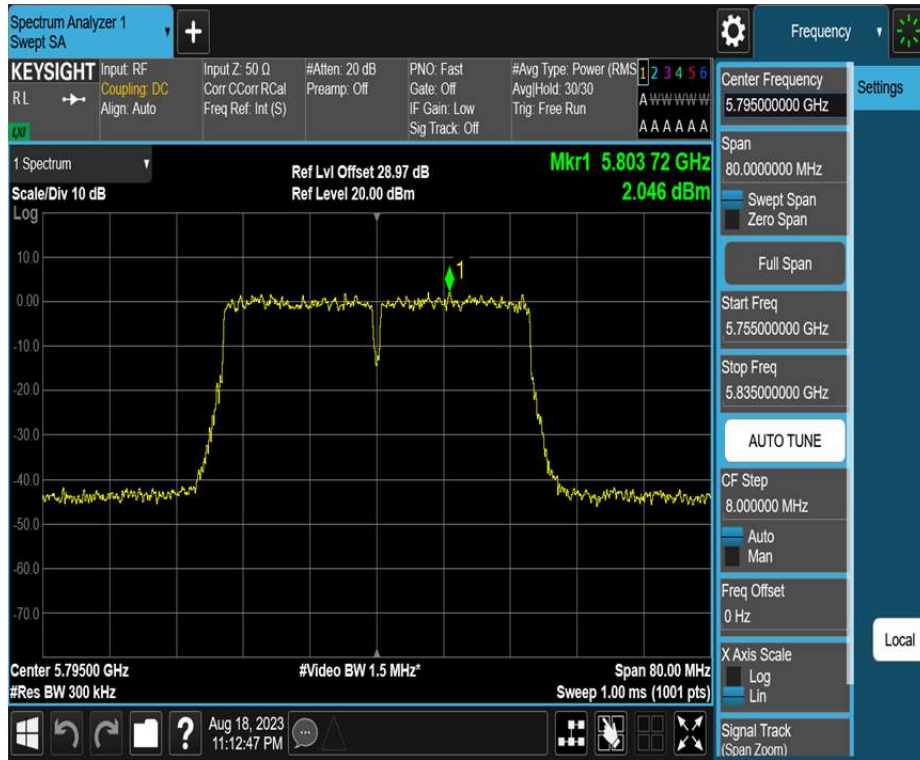 Spectrum Analyzer 1
Swept SA
+
Frequency
KEYSIGHT
R L
LXI
Input: RF
Coupling: DC
Align: Auto
Input Z: 50 Ω
Corr CCorr RCal
Freq Ref: Int (S)
#Atten: 20 dB
Preamp: Off
PNO: Fast
Gate: Off
IF Gain: Low
Sig Track: Off
#Avg Type: Power (RMS
Avg|Hold: 30/30
Trig: Free Run
1 2 3 4 5 6
A W W W W W
A A A A A A
1 Spectrum
Scale/Div 10 dB
Log
Ref Lvl Offset 28.97 dB
Ref Level 20.00 dBm
Mkr1 5.803 72 GHz
2.046 dBm
1
10.0
0.00
-10.0
-20.0
-30.0
-40.0
-50.0
-60.0
-70.0
Center 5.79500 GHz
#Res BW 300 kHz
#Video BW 1.5 MHz*
Span 80.00 MHz
Sweep 1.00 ms (1001 pts)
?
Aug 18, 2023
11:12:47 PM
Center Frequency
5.795000000 GHz
Settings
Span
80.0000000 MHz
Swept Span
Zero Span
Full Span
Start Freq
5.755000000 GHz
Stop Freq
5.835000000 GHz
AUTO TUNE
CF Step
8.000000 MHz
Auto
Man
Freq Offset
0 Hz
Local
X Axis Scale
Log
Lin
Signal Track
(Span Zoom)